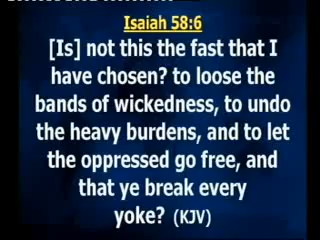 Isaiah 58:6
[Is] not this the fast that I
have chosen? to loose the
bands of wickedness, to undo
the heavy burdens, and to let
the oppressed go free, and
that ye break every
yoke? (KJV)